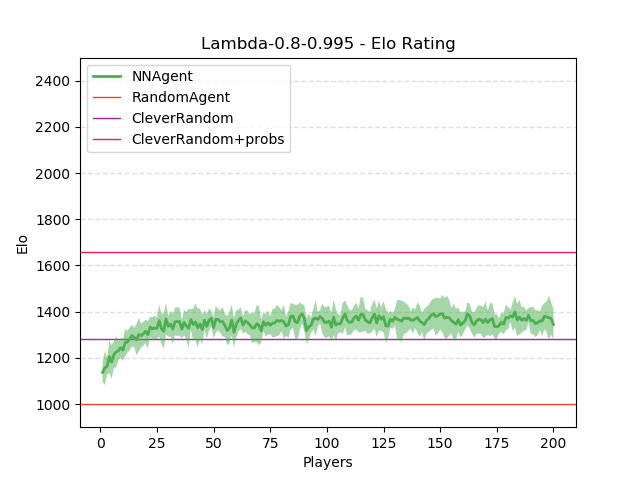 Lambda-0.8-0.995 - Elo Rating
NNAgent
RandomAgent
CleverRandom
CleverRandom+probs
2400
2200
2000
1800
1600
1400
1200
1000
Elo
0 25 50 75 100 125 150 175 200
Players